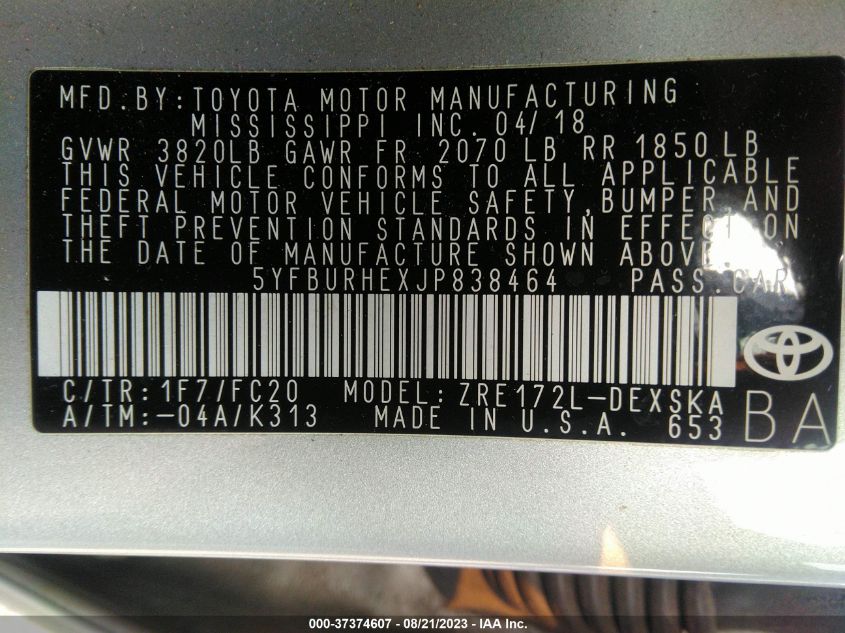 MFD.BY:TOYOTA MOTOR MANUFACTURING
MISSISSIPPI INC. 04/18
GVWR 3820LB GAWR FR 2070 LB RR 1850LB
THIS VEHICLE CONFORMS TO ALL APPLICABLE
FEDERAL MOTOR VEHICLE SAFETY,BUMPER AND
THEFT PREVENTION STANDARDS IN EFFECT ON
THE DATE OF MANUFACTURE SHOWN ABOVE.
5YFBURHEXJP838464 PASS.CAR
C/TR:1F7/FC20 MODEL:ZRE172L-DEXSKA
A/TM:-04A/K313 MADE IN U.S.A. 653
BA
000-37374607 - 08/21/2023 - IAA Inc.